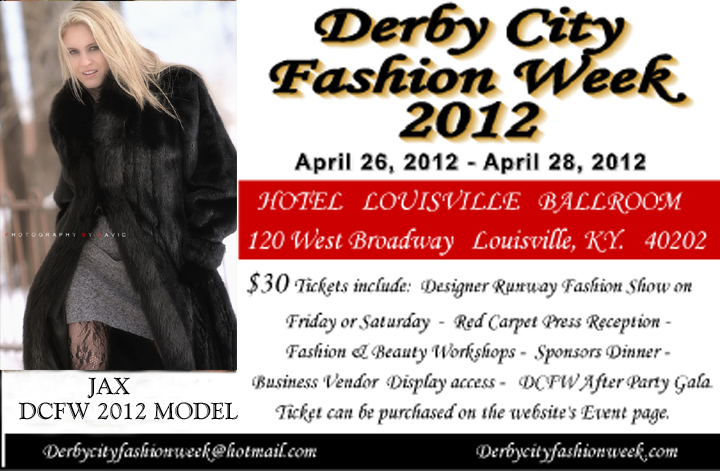 Derby City
Fashion Week
2012
April 26, 2012 - April 28, 2012
HOTEL LOUISVILLE BALLROOM
120 West Broadway Louisville, KY. 40202
$30 Tickets include: Designer Runway Fashion Show on
Friday or Saturday - Red Carpet Press Reception -
Fashion & Beauty Workshops - Sponsors Dinner -
Business Vendor Display access - DCFW After Party Gala
Ticket can be purchased on the website's Event page.
PHOTOGRAPHY BY DAVID
JAX
DCFW 2012 MODEL
Derbycityfashionweek@hotmail.com
Derbycityfashionweek.com